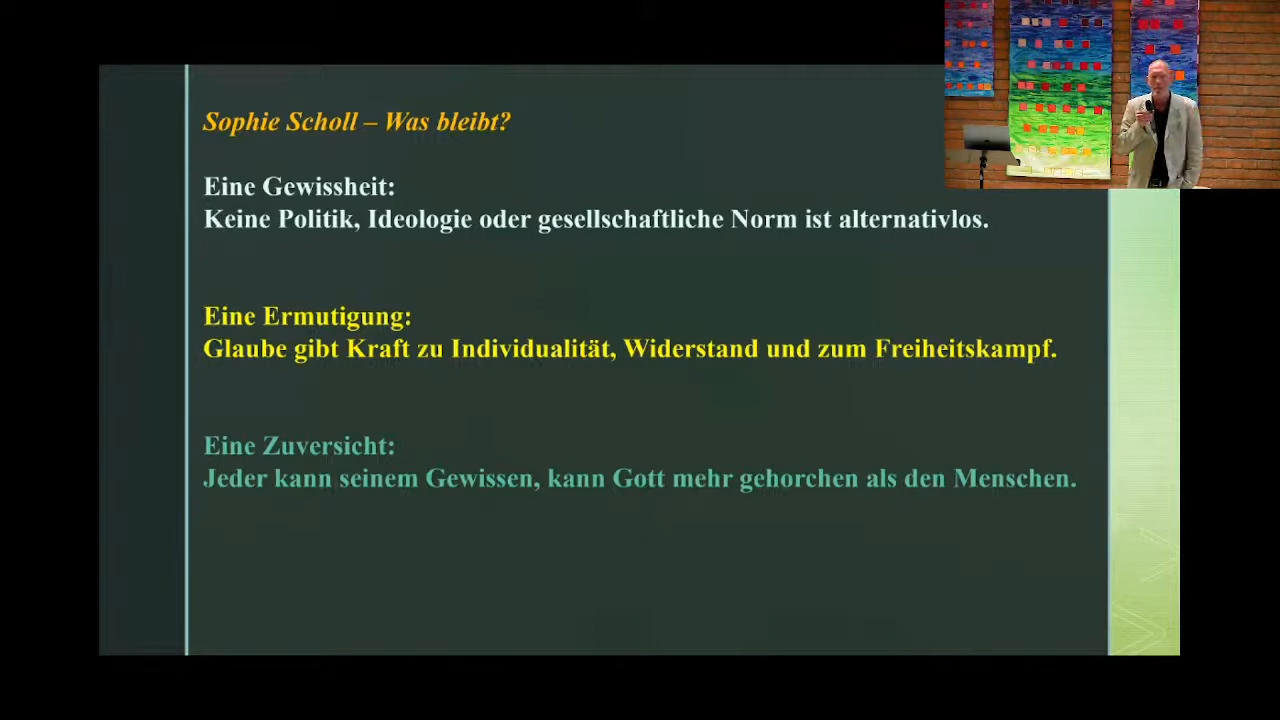 Sophie Scholl – Was bleibt?
Eine Gewissheit:
Keine Politik, Ideologie oder gesellschaftliche Norm ist alternativlos.
Eine Ermutigung:
Glaube gibt Kraft zu Individualität, Widerstand und zum Freiheitskampf.
Eine Zuversicht:
Jeder kann seinem Gewissen, kann Gott mehr gehorchen als den Menschen.